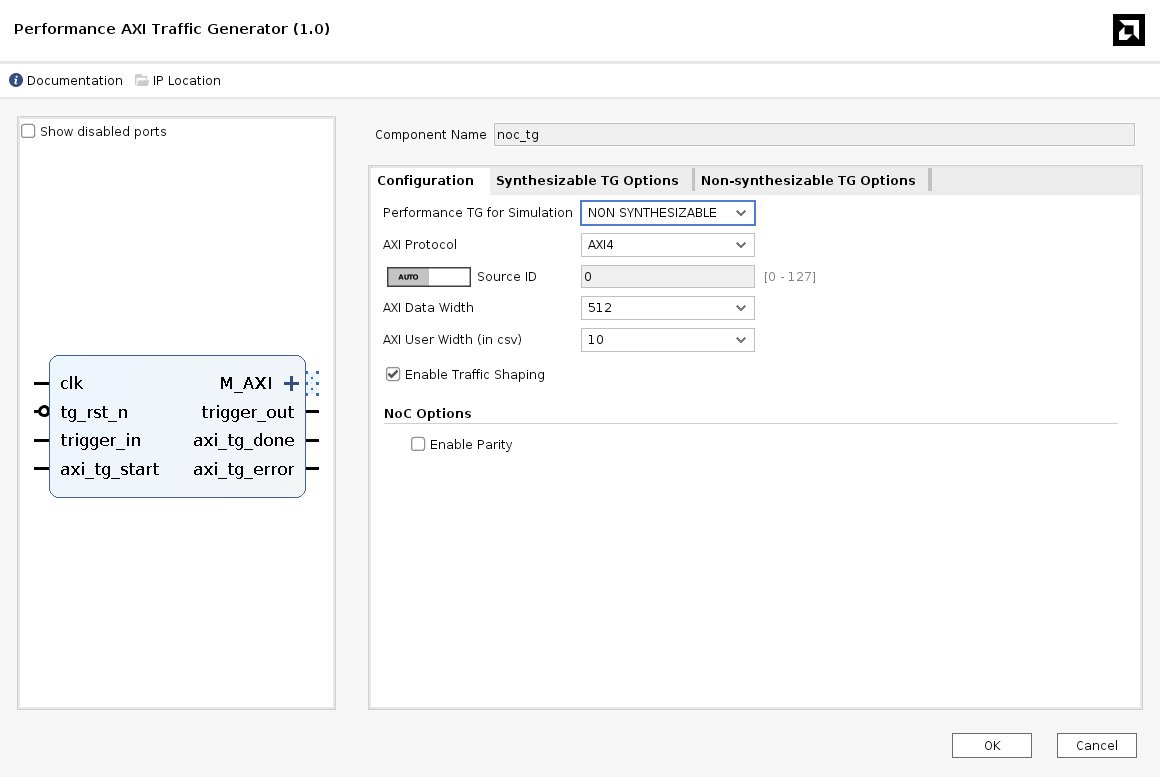 Performance AXI Traffic Generator (1.0)
Documentation IP Location
Show disabled ports
clk M_AXI
tg_rst_n trigger_out
trigger_in axi_tg_done
axi_tg_start axi_tg_error
Component Name noc_tg
Configuration Synthesizable TG Options Non-synthesizable TG Options
Performance TG for Simulation NON SYNTHESIZABLE
AXI Protocol AXI4
AUTO Source ID 0 [0 - 127]
AXI Data Width 512
AXI User Width (in csv) 10
Enable Traffic Shaping
NoC Options
Enable Parity
OK Cancel